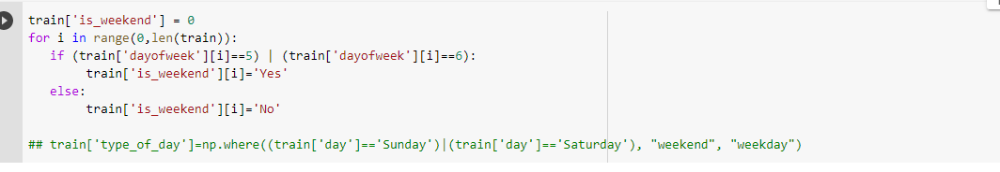 train['is_weekend'] = 0
for i in range(0,len(train)):
   if (train['dayofweek'][i]==5) | (train['dayofweek'][i]==6):
        train['is_weekend'][i]='Yes'
   else:
        train['is_weekend'][i]='No'
## train['type_of_day']=np.where((train['day']=='Sunday')|(train['day']=='Saturday'), "weekend", "weekday")